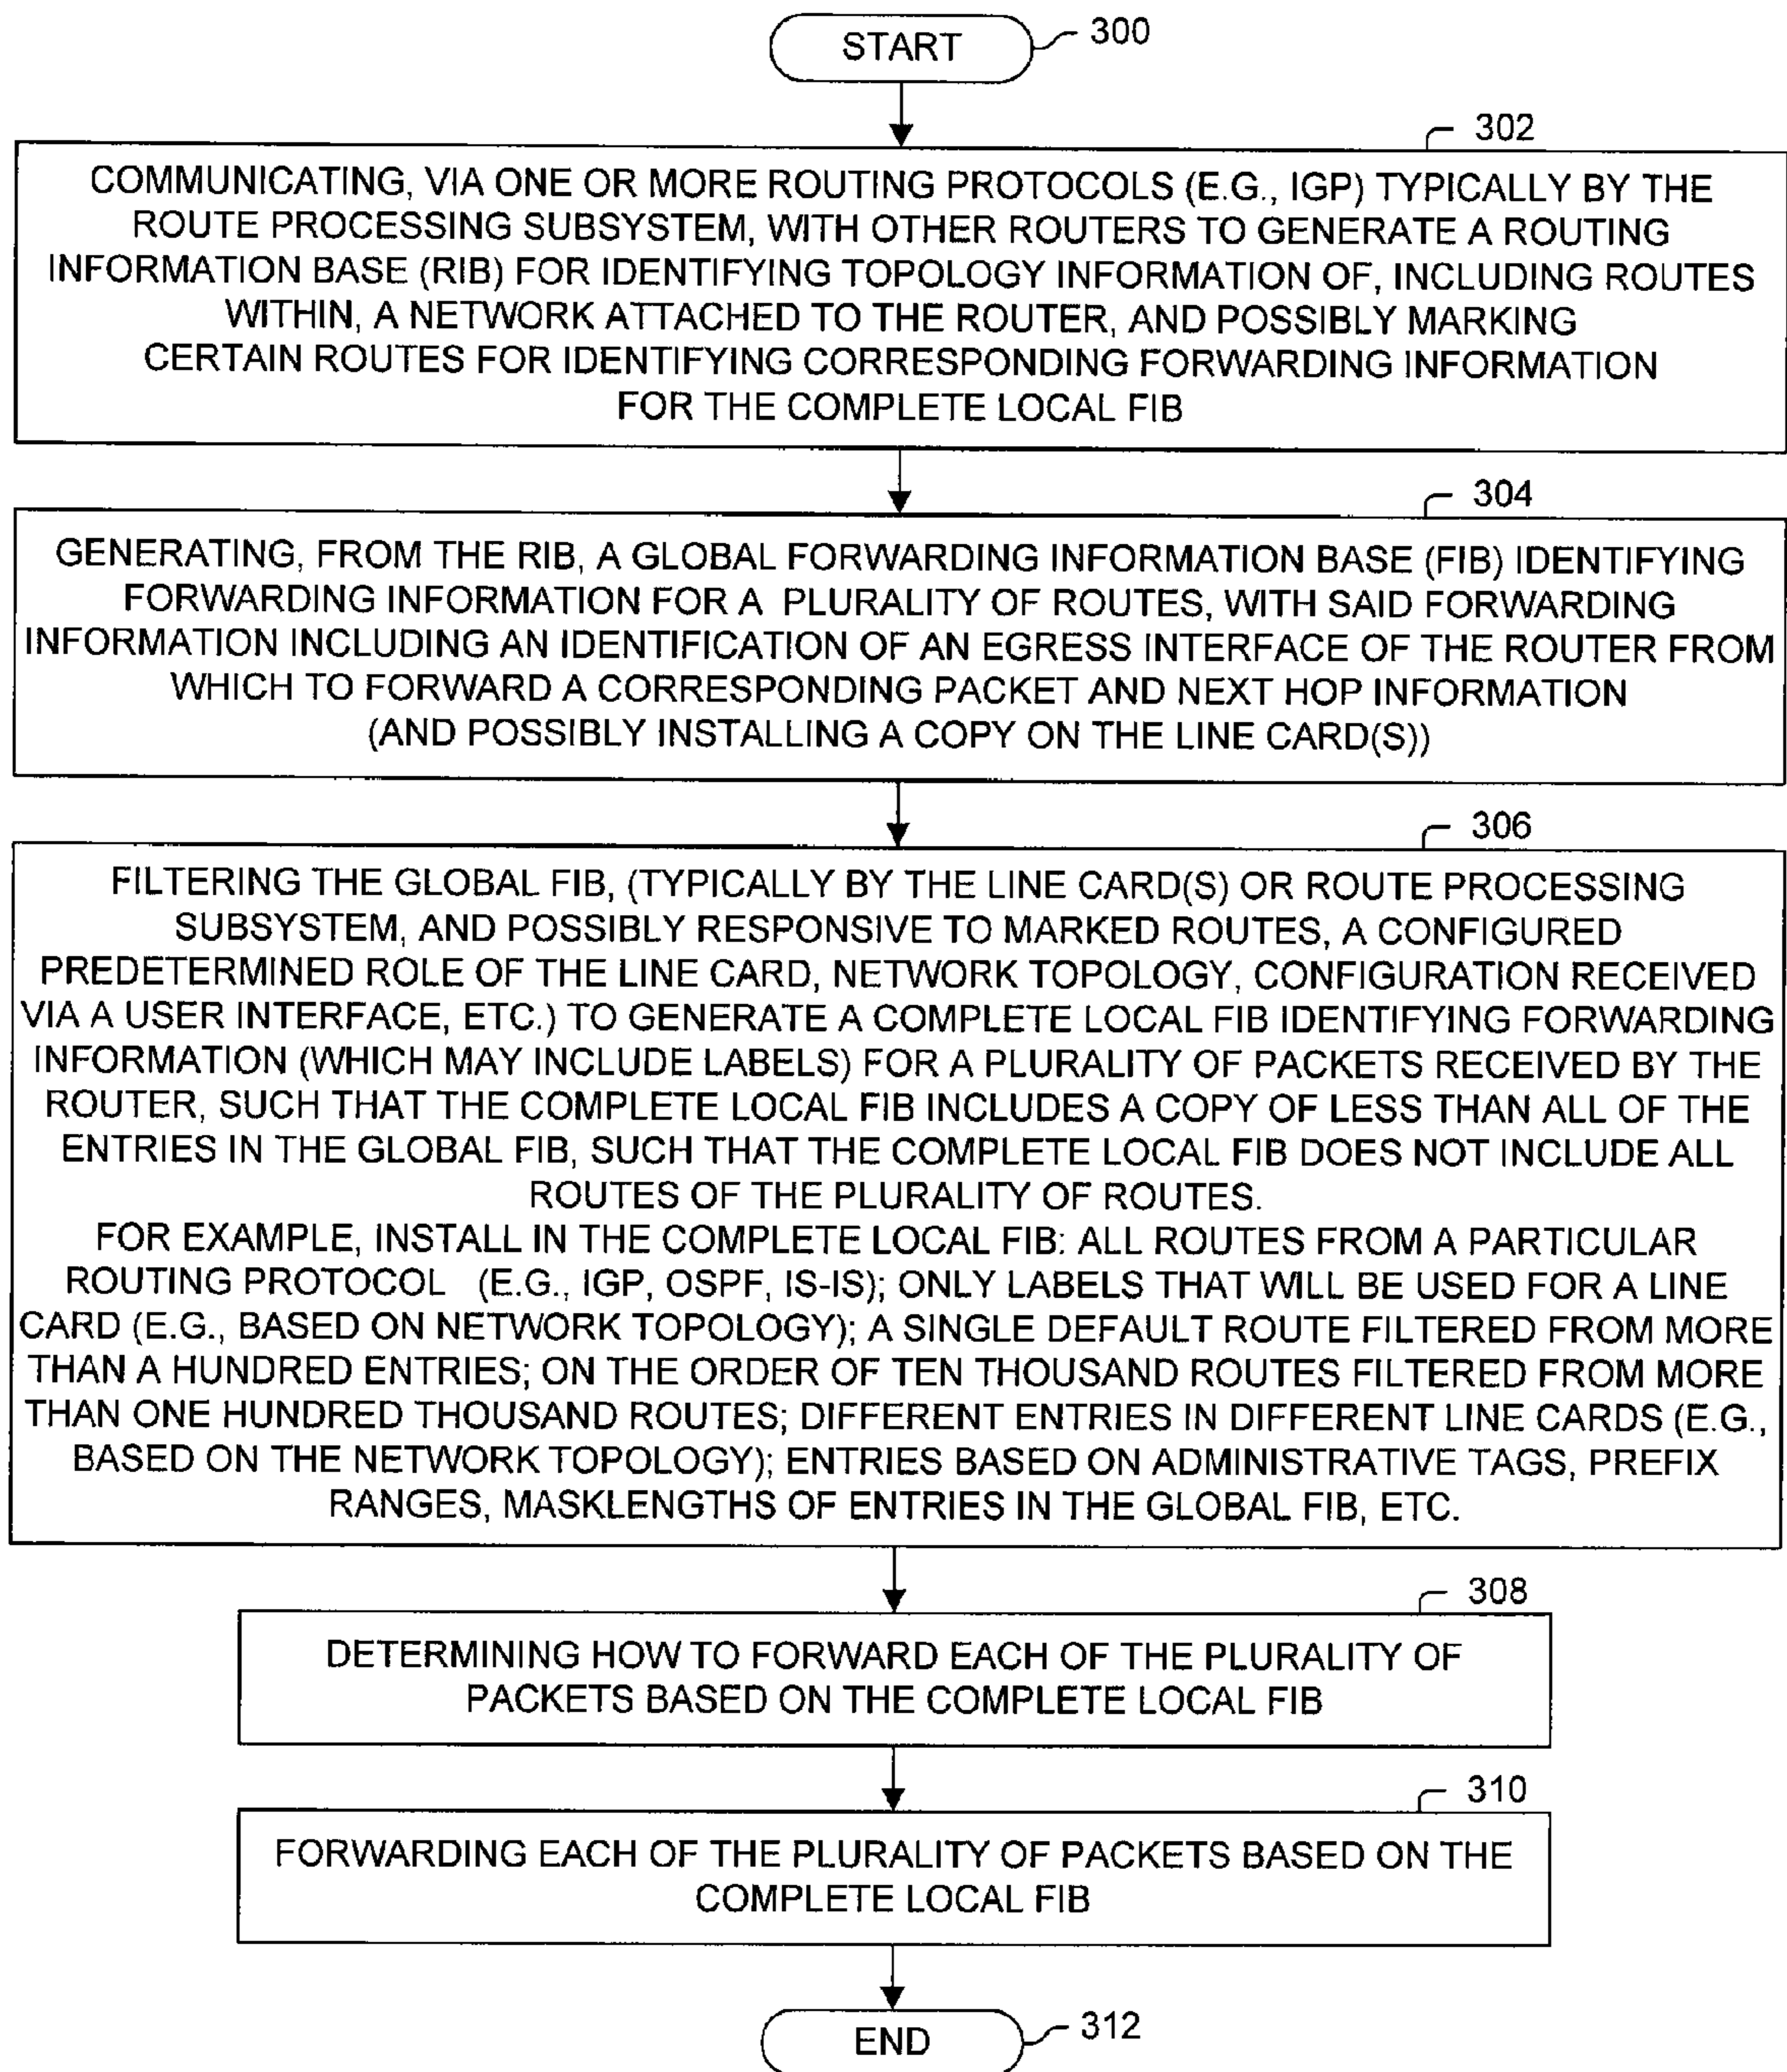 START
300
302
COMMUNICATING, VIA ONE OR MORE ROUTING PROTOCOLS (E.G., IGP) TYPICALLY BY THE
ROUTE PROCESSING SUBSYSTEM, WITH OTHER ROUTERS TO GENERATE A ROUTING
INFORMATION BASE (RIB) FOR IDENTIFYING TOPOLOGY INFORMATION OF, INCLUDING ROUTES
WITHIN, A NETWORK ATTACHED TO THE ROUTER, AND POSSIBLY MARKING
CERTAIN ROUTES FOR IDENTIFYING CORRESPONDING FORWARDING INFORMATION
FOR THE COMPLETE LOCAL FIB
304
GENERATING, FROM THE RIB, A GLOBAL FORWARDING INFORMATION BASE (FIB) IDENTIFYING
FORWARDING INFORMATION FOR A PLURALITY OF ROUTES, WITH SAID FORWARDING
INFORMATION INCLUDING AN IDENTIFICATION OF AN EGRESS INTERFACE OF THE ROUTER FROM
WHICH TO FORWARD A CORRESPONDING PACKET AND NEXT HOP INFORMATION
(AND POSSIBLY INSTALLING A COPY ON THE LINE CARD(S))
306
FILTERING THE GLOBAL FIB, (TYPICALLY BY THE LINE CARD(S) OR ROUTE PROCESSING
SUBSYSTEM, AND POSSIBLY RESPONSIVE TO MARKED ROUTES, A CONFIGURED
PREDETERMINED ROLE OF THE LINE CARD, NETWORK TOPOLOGY, CONFIGURATION RECEIVED
VIA A USER INTERFACE, ETC.) TO GENERATE A COMPLETE LOCAL FIB IDENTIFYING FORWARDING
INFORMATION (WHICH MAY INCLUDE LABELS) FOR A PLURALITY OF PACKETS RECEIVED BY THE
ROUTER, SUCH THAT THE COMPLETE LOCAL FIB INCLUDES A COPY OF LESS THAN ALL OF THE
ENTRIES IN THE GLOBAL FIB, SUCH THAT THE COMPLETE LOCAL FIB DOES NOT INCLUDE ALL
ROUTES OF THE PLURALITY OF ROUTES.
FOR EXAMPLE, INSTALL IN THE COMPLETE LOCAL FIB: ALL ROUTES FROM A PARTICULAR
ROUTING PROTOCOL (E.G., IGP, OSPF, IS-IS); ONLY LABELS THAT WILL BE USED FOR A LINE
CARD (E.G., BASED ON NETWORK TOPOLOGY); A SINGLE DEFAULT ROUTE FILTERED FROM MORE
THAN A HUNDRED ENTRIES; ON THE ORDER OF TEN THOUSAND ROUTES FILTERED FROM MORE
THAN ONE HUNDRED THOUSAND ROUTES; DIFFERENT ENTRIES IN DIFFERENT LINE CARDS (E.G.,
BASED ON THE NETWORK TOPOLOGY); ENTRIES BASED ON ADMINISTRATIVE TAGS, PREFIX
RANGES, MASKLENGTHS OF ENTRIES IN THE GLOBAL FIB, ETC.
308
DETERMINING HOW TO FORWARD EACH OF THE PLURALITY OF
PACKETS BASED ON THE COMPLETE LOCAL FIB
310
FORWARDING EACH OF THE PLURALITY OF PACKETS BASED ON THE
COMPLETE LOCAL FIB
END
312